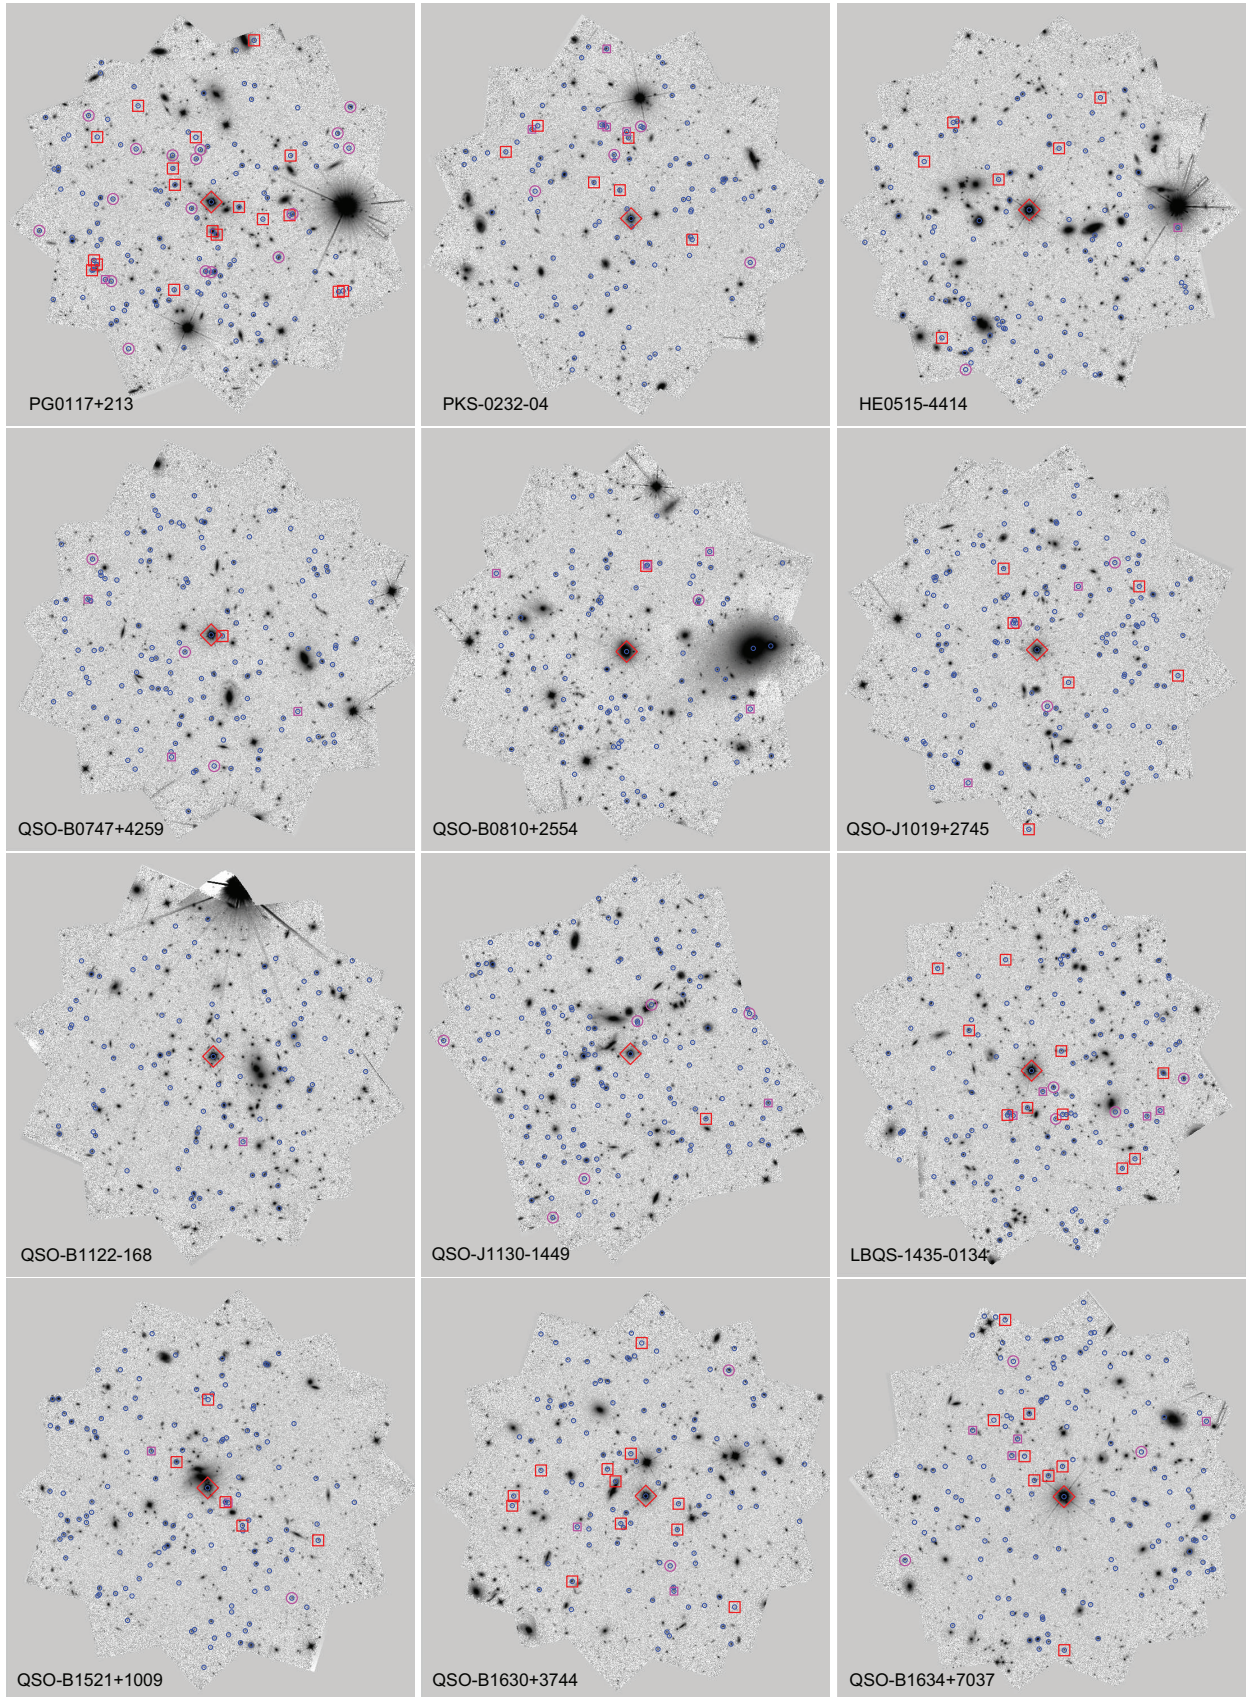 PG0117+213
PKS-0232-04
HE0515-4414
QSO-B0747+4259
QSO-B0810+2554
QSO-J1019+2745
QSO-B1122-168
QSO-J1130-1449
LBQS-1435-0134
QSO-B1521+1009
QSO-B1630+3744
QSO-B1634+7037